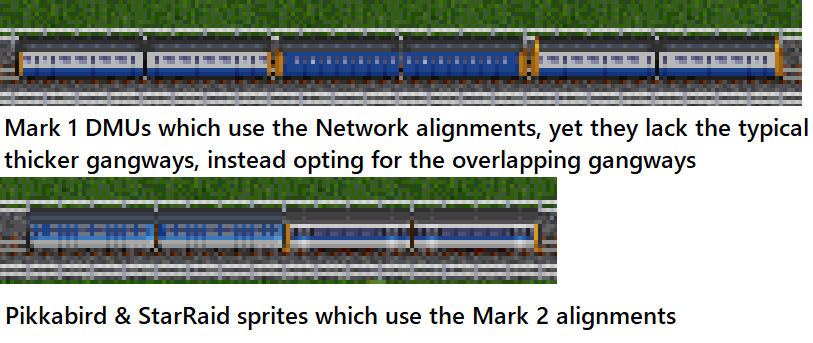 Mark 1 DMUs which use the Network alignments, yet they lack the typical
thicker gangways, instead opting for the overlapping gangways
Pikkabird & StarRaid sprites which use the Mark 2 alignments